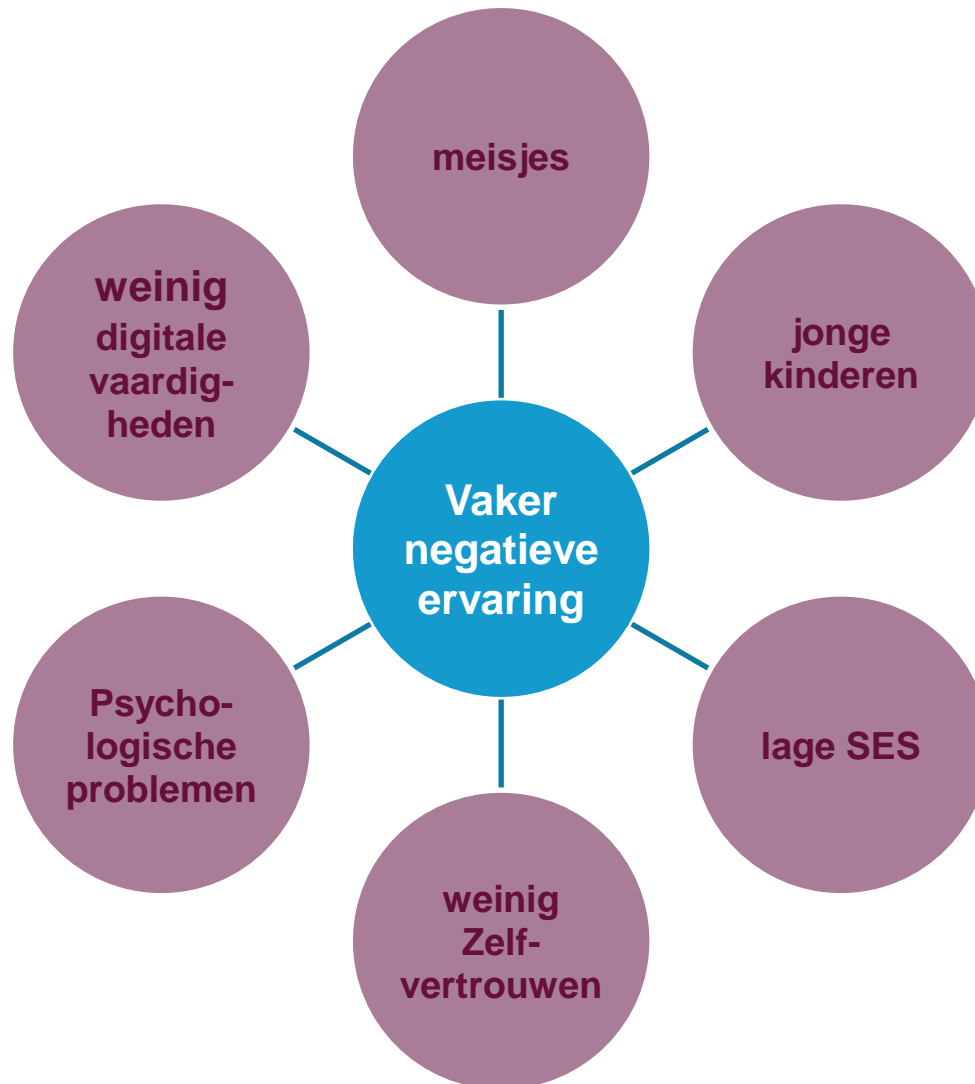 meisjes
weinig
digitale
vaardig-
heden
jonge
kinderen
Vaker
negatieve
ervaring
Psycho-
logische
problemen
lage SES
weinig
Zelf-
vertrouwen